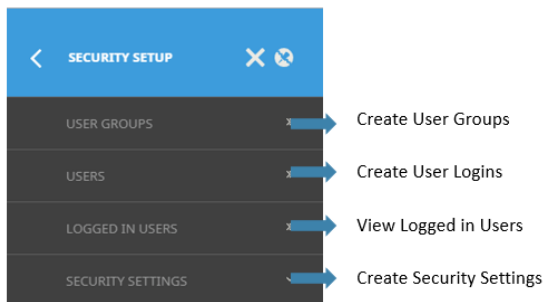 SECURITY SETUP
USER GROUPS
Create User Groups
USERS
Create User Logins
LOGGED IN USERS
View Logged in Users
SECURITY SETTINGS
Create Security Settings